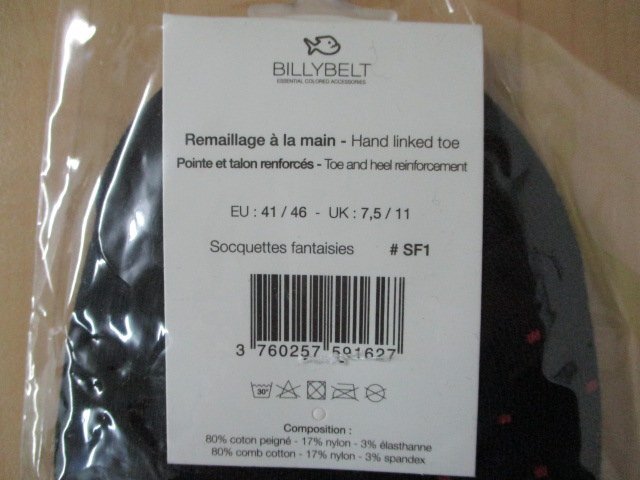 BILLYBELT
ESSENTIAL COLORED ACCESSORIES
Remaillage à la main - Hand linked toe
Pointe et talon renforcés - Toe and heel reinforcement
EU : 41 / 46 - UK : 7,5 / 11
Socquettes fantaisies # SF1
3 760257 591627
30°
Composition :
80% coton peigné - 17% nylon - 3% élasthanne
80% comb cotton - 17% nylon - 3% spandex